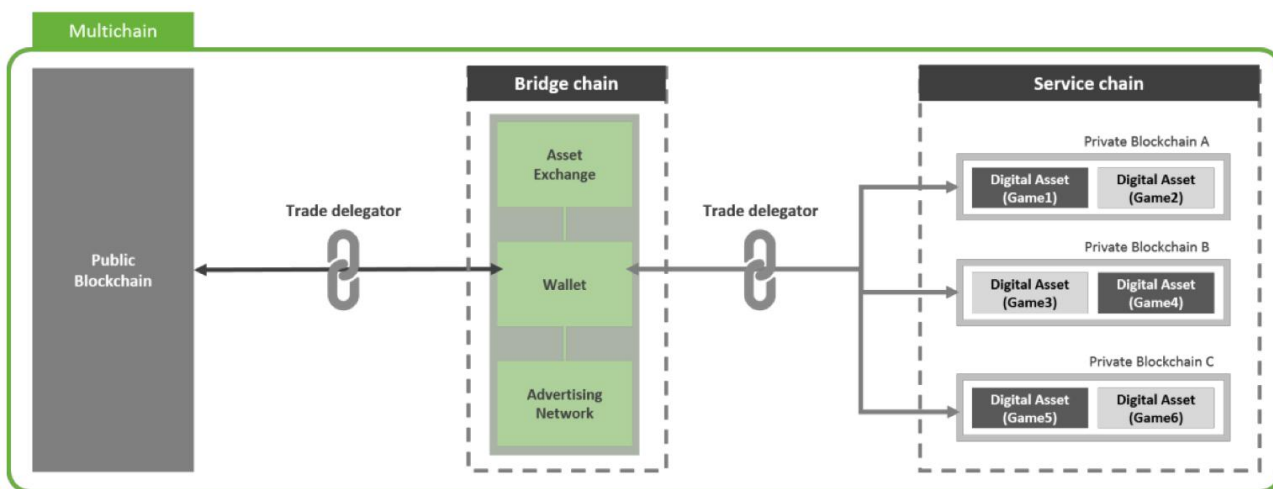 Multichain
Public
Blockchain
Trade delegator
Bridge chain
Asset
Exchange
Wallet
Advertising
Network
Trade delegator
Service chain
Private Blockchain A
Digital Asset
(Game1)
Digital Asset
(Game2)
Private Blockchain B
Digital Asset
(Game3)
Digital Asset
(Game4)
Private Blockchain C
Digital Asset
(Game5)
Digital Asset
(Game6)